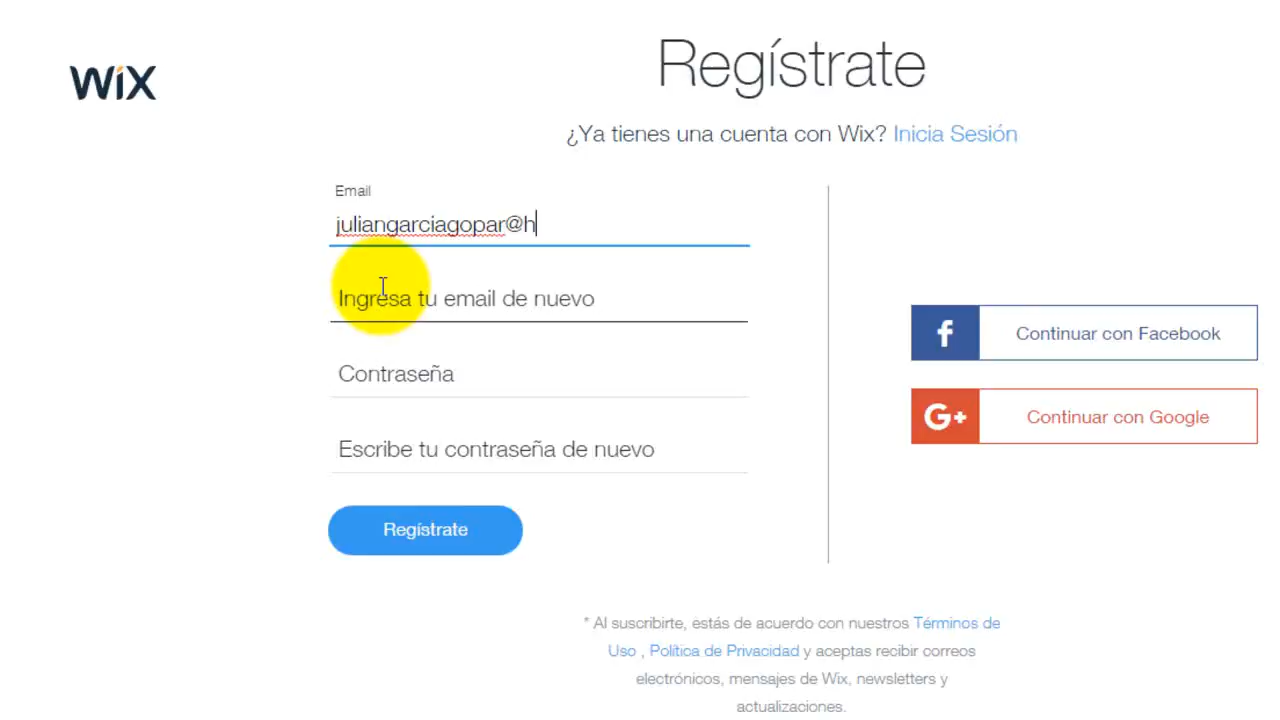 WiX
Regístrate
¿Ya tienes una cuenta con Wix? Inicia Sesión
Email
juliangarciagopar@h
Ingresa tu email de nuevo
Contraseña
Escribe tu contraseña de nuevo
Regístrate
f Continuar con Facebook
G+ Continuar con Google
* Al suscribirte, estás de acuerdo con nuestros Términos de
Uso , Política de Privacidad y aceptas recibir correos
electrónicos, mensajes de Wix, newsletters y
actualizaciones.